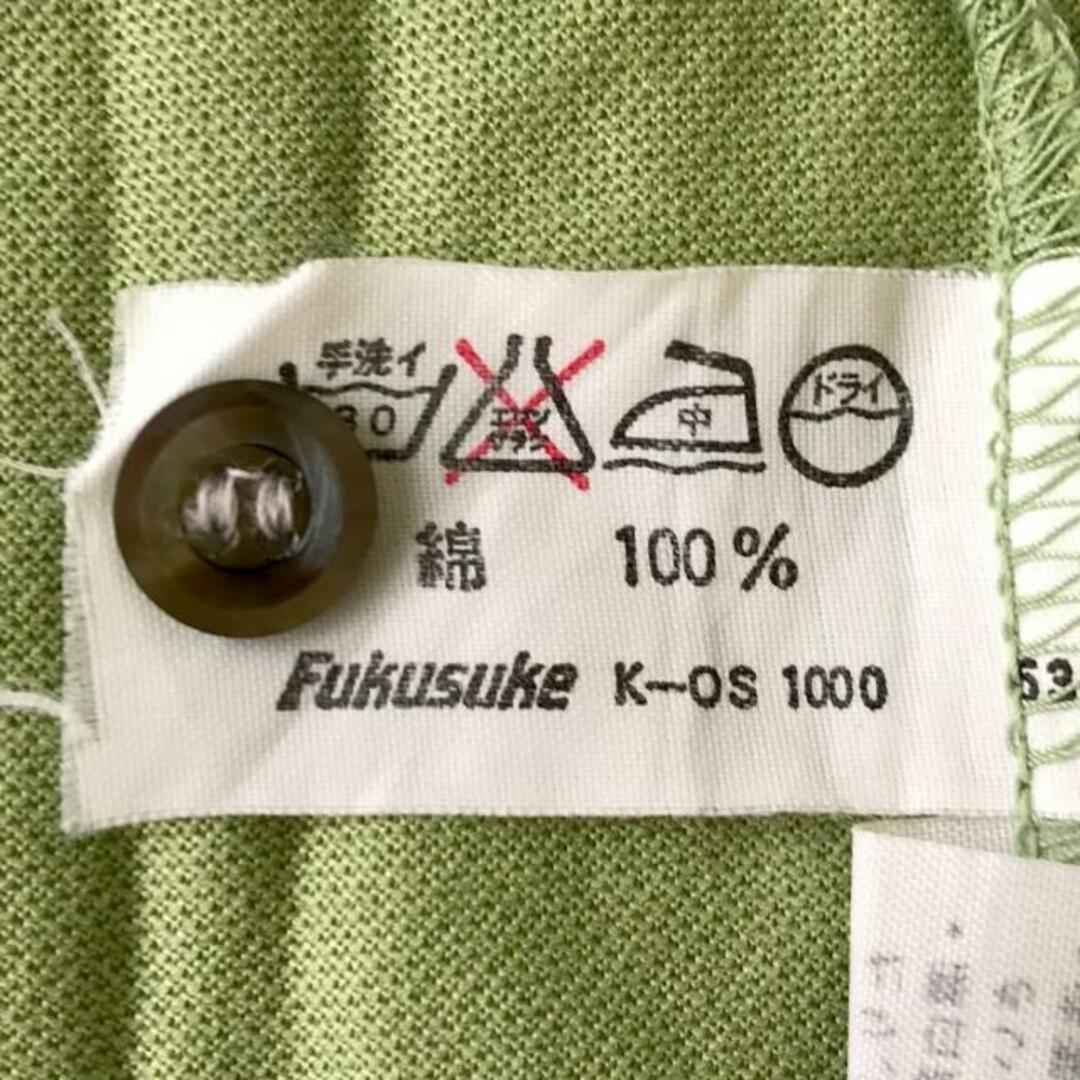 手洗イ
30
エンソ
サラシ
中
ドライ
綿 100%
Fukusuke K-OS 1000